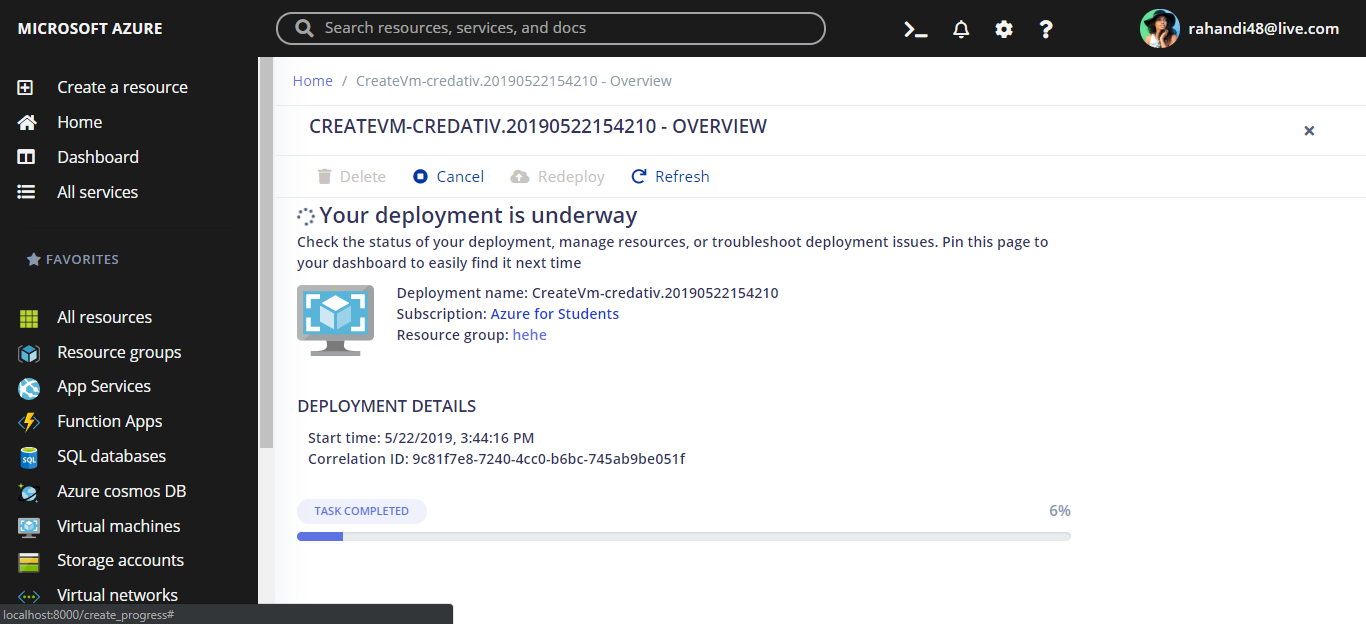 MICROSOFT AZURE
Search resources, services, and docs
rahandi48@live.com
Create a resource
Home
Dashboard
All services
FAVORITES
All resources
Resource groups
App Services
Function Apps
SQL
SQL databases
Azure cosmos DB
Virtual machines
Storage accounts
Virtual networks
localhost:8000/create_progress#
Home / CreateVm-credativ.20190522154210 - Overview
CREATEVM-CREDATIV.20190522154210 - OVERVIEW
Delete Cancel Redeploy Refresh
Your deployment is underway
Check the status of your deployment, manage resources, or troubleshoot deployment issues. Pin this page to
your dashboard to easily find it next time
Deployment name: CreateVm-credativ.20190522154210
Subscription: Azure for Students
Resource group: hehe
DEPLOYMENT DETAILS
Start time: 5/22/2019, 3:44:16 PM
Correlation ID: 9c81f7e8-7240-4cc0-b6bc-745ab9be051f
TASK COMPLETED 6%